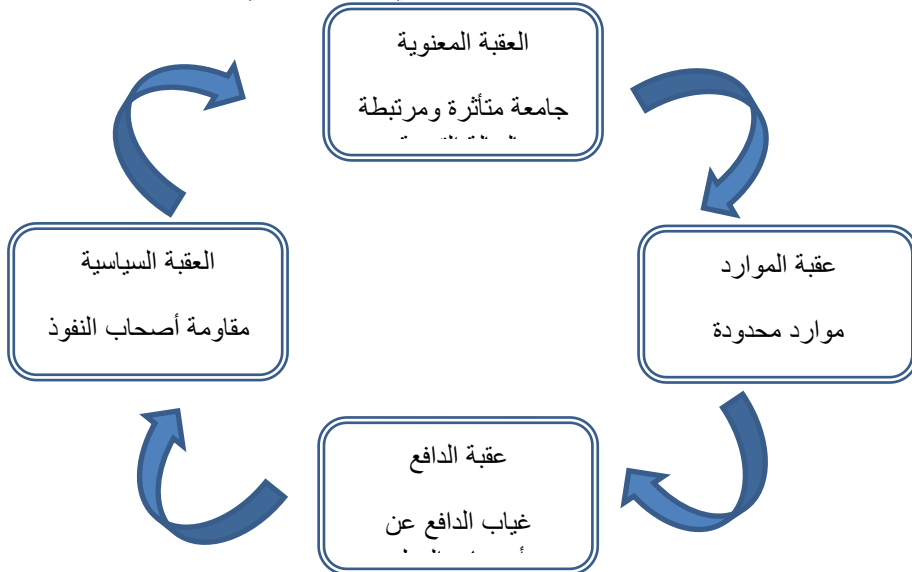 العقبة المعنوية
جامعة متأثرة ومرتبطة
عقبة الموارد
موارد محدودة
عقبة الدافع
غياب الدافع عن
العقبة السياسية
مقاومة أصحاب النفوذ